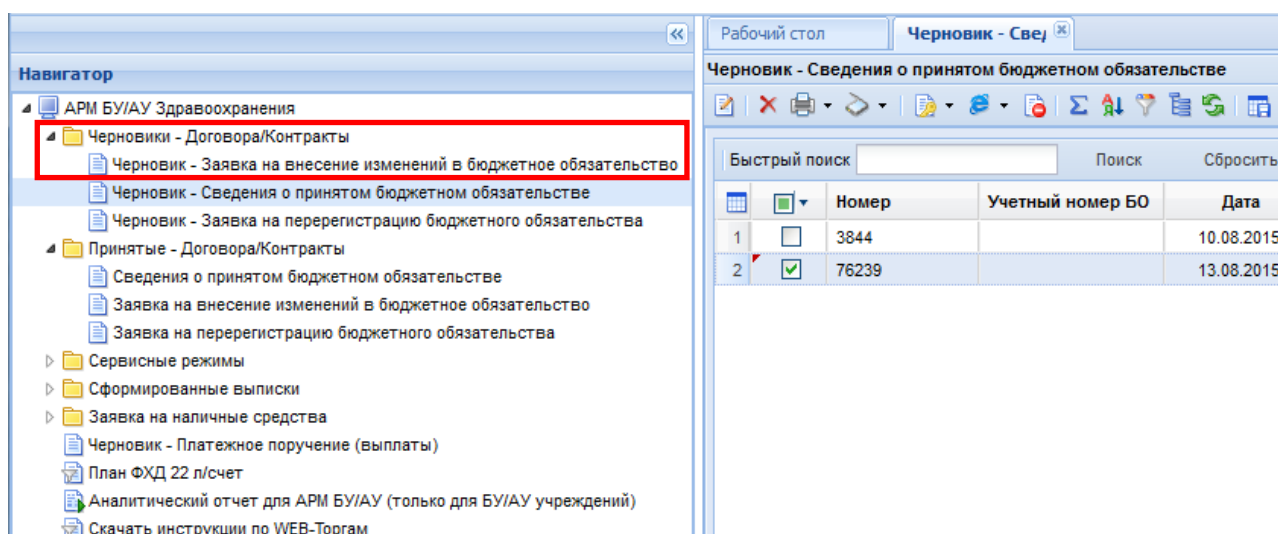 Навигатор
АРМ БУ/АУ Здравоохранения
Черновики - Договора/Контракты
Черновик - Заявка на внесение изменений в бюджетное обязательство
Черновик - Сведения о принятом бюджетном обязательстве
Черновик - Заявка на перерегистрацию бюджетного обязательства
Принятые - Договора/Контракты
Сведения о принятом бюджетном обязательстве
Заявка на внесение изменений в бюджетное обязательство
Заявка на перерегистрацию бюджетного обязательства
Сервисные режимы
Сформированные выписки
Заявка на наличные средства
Черновик - Платежное поручение (выплаты)
План ФХД 22 л/счет
Аналитический отчет для АРМ БУ/АУ (только для БУ/АУ учреждений)
Скачать инструкции по WEB-Торгам
Рабочий стол Черновик - Свед
Черновик - Сведения о принятом бюджетном обязательстве
Быстрый поиск Поиск Сбросить
Номер Учетный номер БО Дата
1 3844 10.08.2015
2 76239 13.08.2015